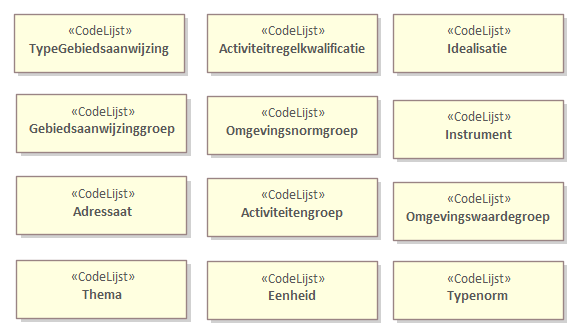 «CodeLijst»
TypeGebiedsaanwijzing
«CodeLijst»
Activiteitregelkwalificatie
«CodeLijst»
Idealisatie
«CodeLijst»
Gebiedsaanwijzinggroep
«CodeLijst»
Omgevingsnormgroep
«CodeLijst»
Instrument
«CodeLijst»
Adressaat
«CodeLijst»
Activiteitengroep
«CodeLijst»
Omgevingswaardegroep
«CodeLijst»
Thema
«CodeLijst»
Eenheid
«CodeLijst»
Typenorm